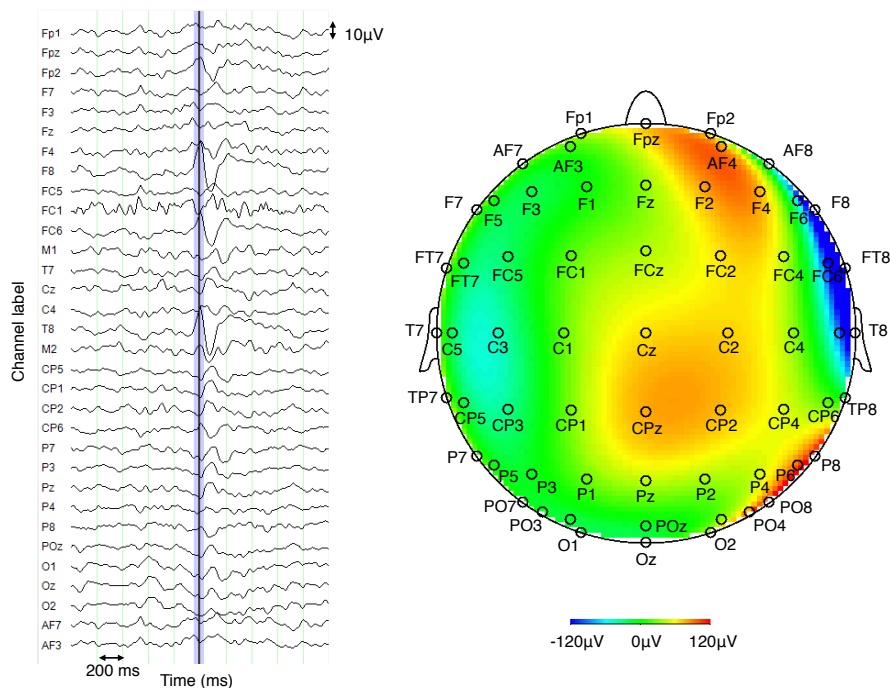 Fp1
Fpz
Fp2
F7
F3
Fz
F4
F8
FC5
FC1
FC6
M1
T7
Cz
C4
T8
M2
CP5
CP1
CP2
CP6
P7
P3
Pz
P4
P8
POz
O1
Oz
O2
AF7
AF3
Channel label
10µV
200 ms
Time (ms)
Fp1 Fp2
Fpz
AF7 AF3 AF4 AF8
F7 F5 F3 F1 Fz F2 F4 F6 F8
FT7 FT7 FC5 FC1 FCz FC2 FC4 FC6 FT8
T7 C5 C3 C1 Cz C2 C4 T8
TP7 CP5 CP3 CP1 CPz CP2 CP4 CP6 TP8
P7 P5 P3 P1 Pz P2 P4 P6 P8
PO7 PO3 POz PO4 PO8
O1 Oz O2
-120µV 0µV 120µV